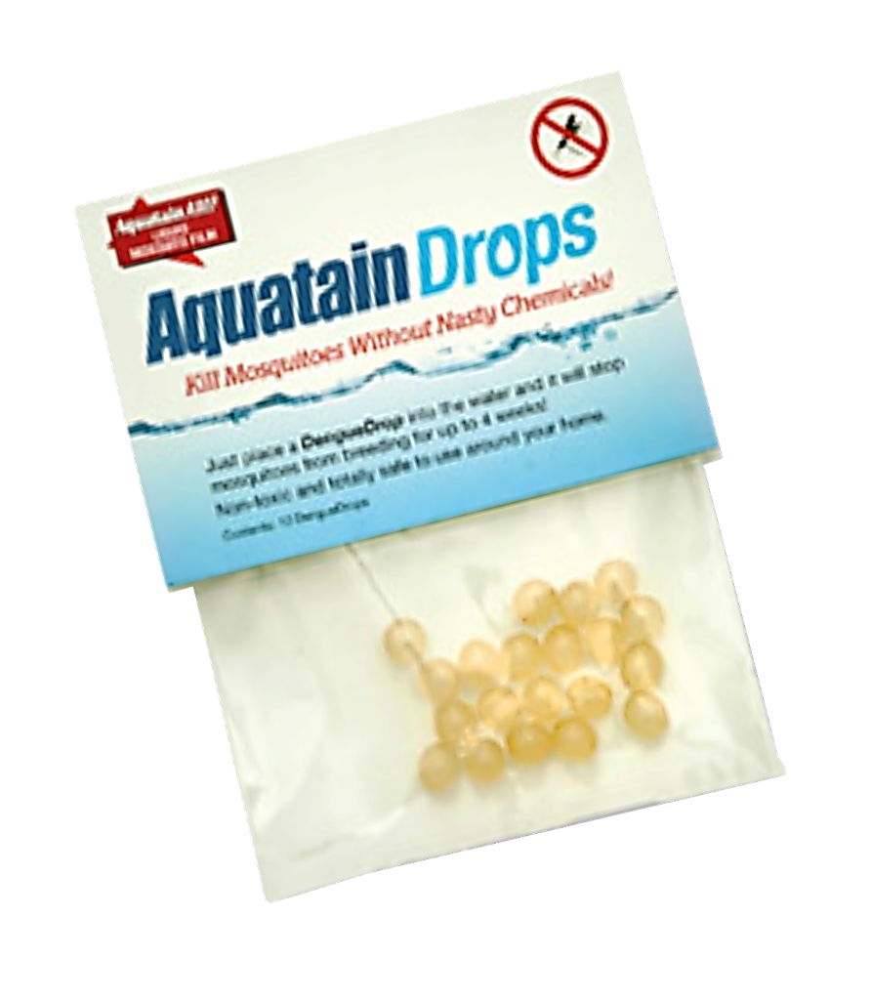 Aquatain AMF
LIQUID
MOSQUITO FILM
Aquatain Drops
Kill Mosquitoes Without Nasty Chemicals!
Just place a DengueDrop into the water and it will stop
mosquitoes from breeding for up to 4 weeks!
Non-toxic and totally safe to use around your home.
Contents: DengueDrops